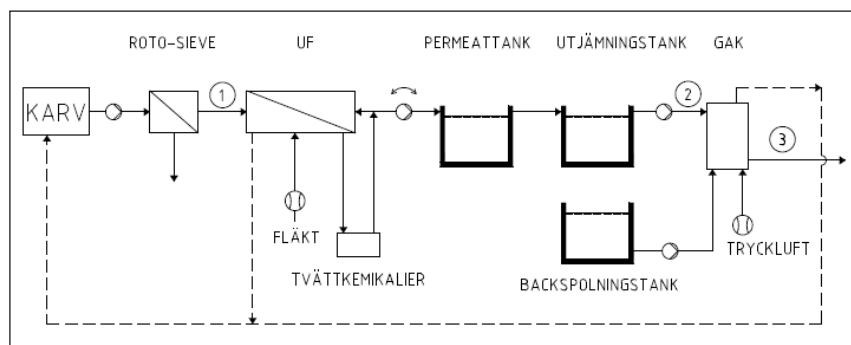 ROTO-SIEVE
UF
PERMEATTANK
UTJÄMNINGSTANK
GAK
KARV
1
2
3
FLÄKT
TVÄTTKEMIKALIER
TRYCKLUFT
BACKSPOLNINGSTANK